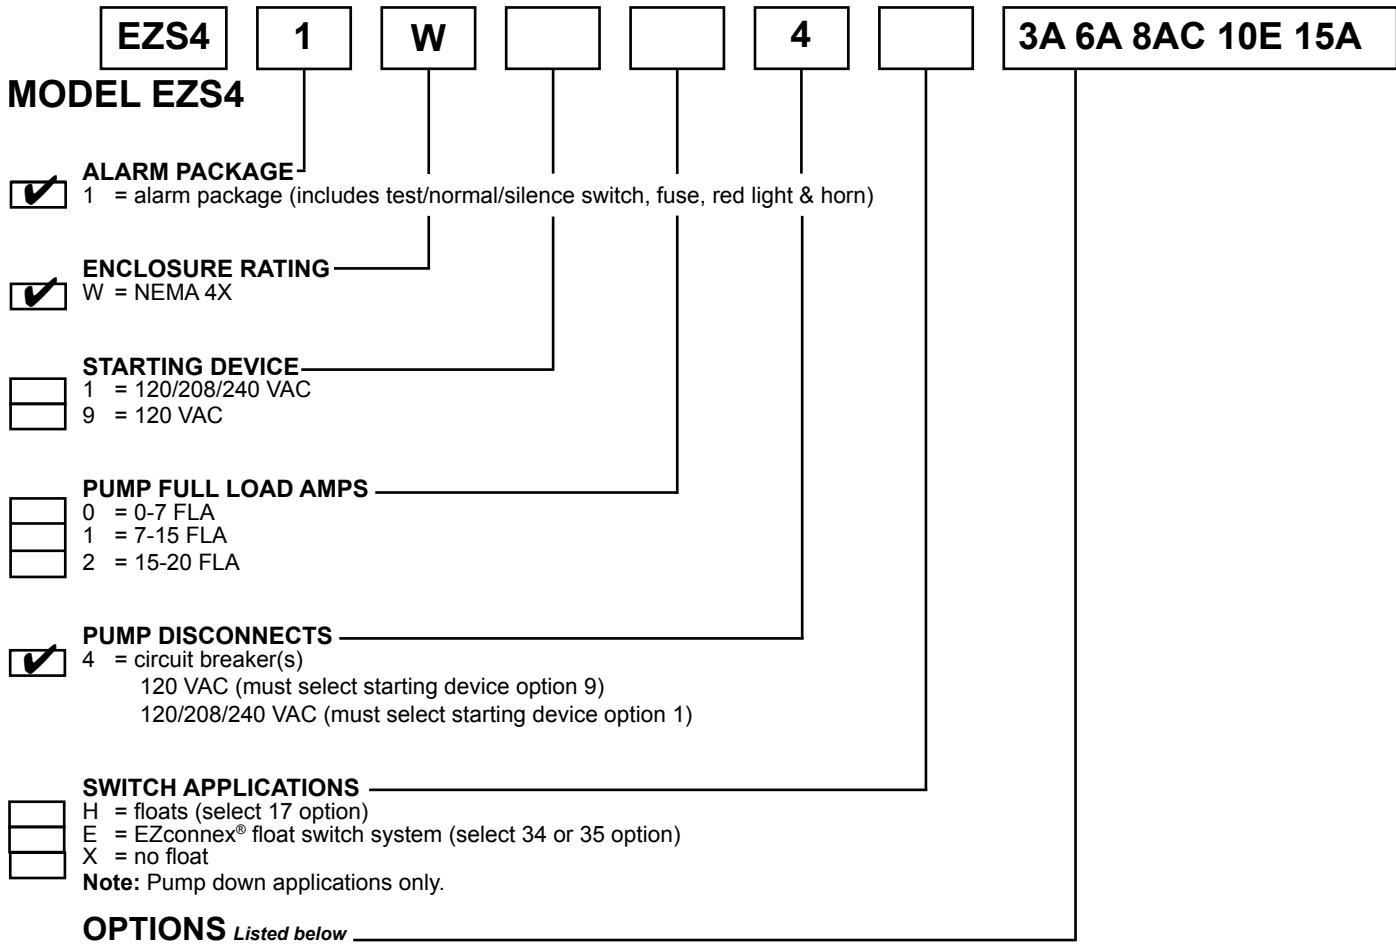 EZS4 1 W 4 3A 6A 8AC 10E 15A
MODEL EZS4
ALARM PACKAGE
1 = alarm package (includes test/normal/silence switch, fuse, red light & horn)
ENCLOSURE RATING
W = NEMA 4X
STARTING DEVICE
1 = 120/208/240 VAC
9 = 120 VAC
PUMP FULL LOAD AMPS
0 = 0-7 FLA
1 = 7-15 FLA
2 = 15-20 FLA
PUMP DISCONNECTS
4 = circuit breaker(s)
120 VAC (must select starting device option 9)
120/208/240 VAC (must select starting device option 1)
SWITCH APPLICATIONS
H = floats (select 17 option)
E = EZconnex® float switch system (select 34 or 35 option)
X = no float
Note: Pump down applications only.
OPTIONS Listed below